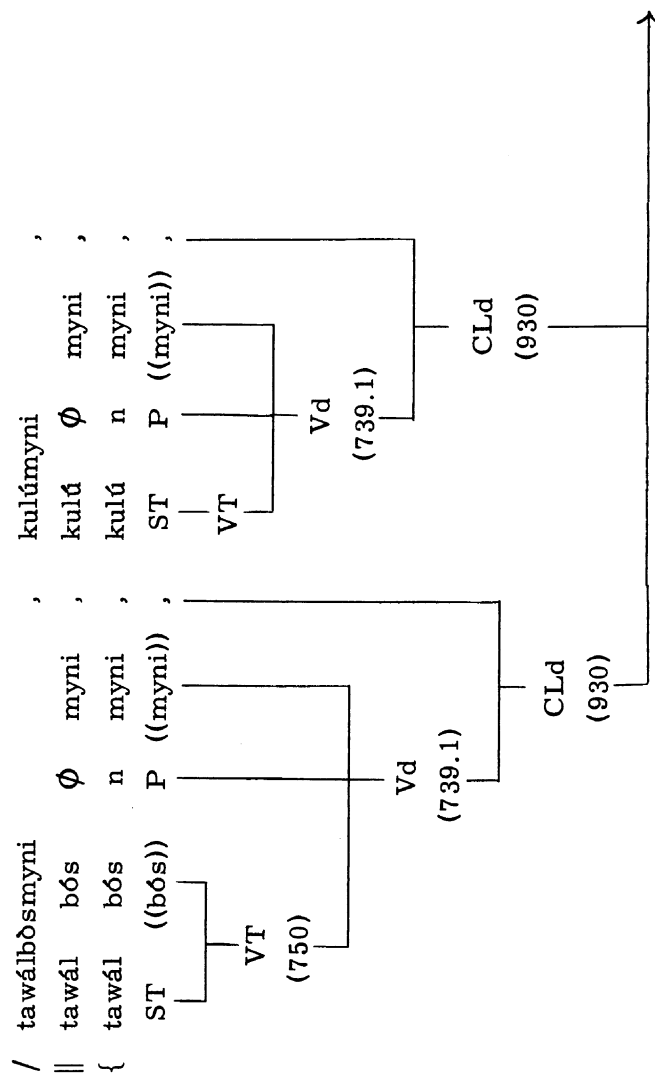 / tawálbòsmyni , kulúmyni ,
‖ tawál bós ϕ myni , kulú ϕ myni ,
{ tawál bós n myni , kulú n myni ,
ST ((bós)) P ((myni)) , ST P ((myni)) ,
VT VT
(750)
Vd Vd
(739.1) (739.1)
CLd CLd
(930) (930)